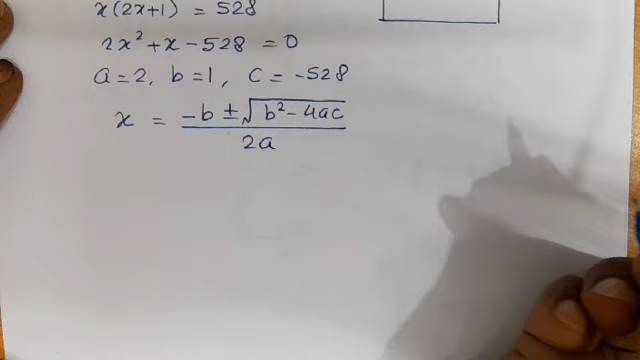 x(2x+1) = 528
2x² + x - 528 = 0
a = 2, b = 1, c = -528
x = (-b ± √(b² - 4ac)) / 2a